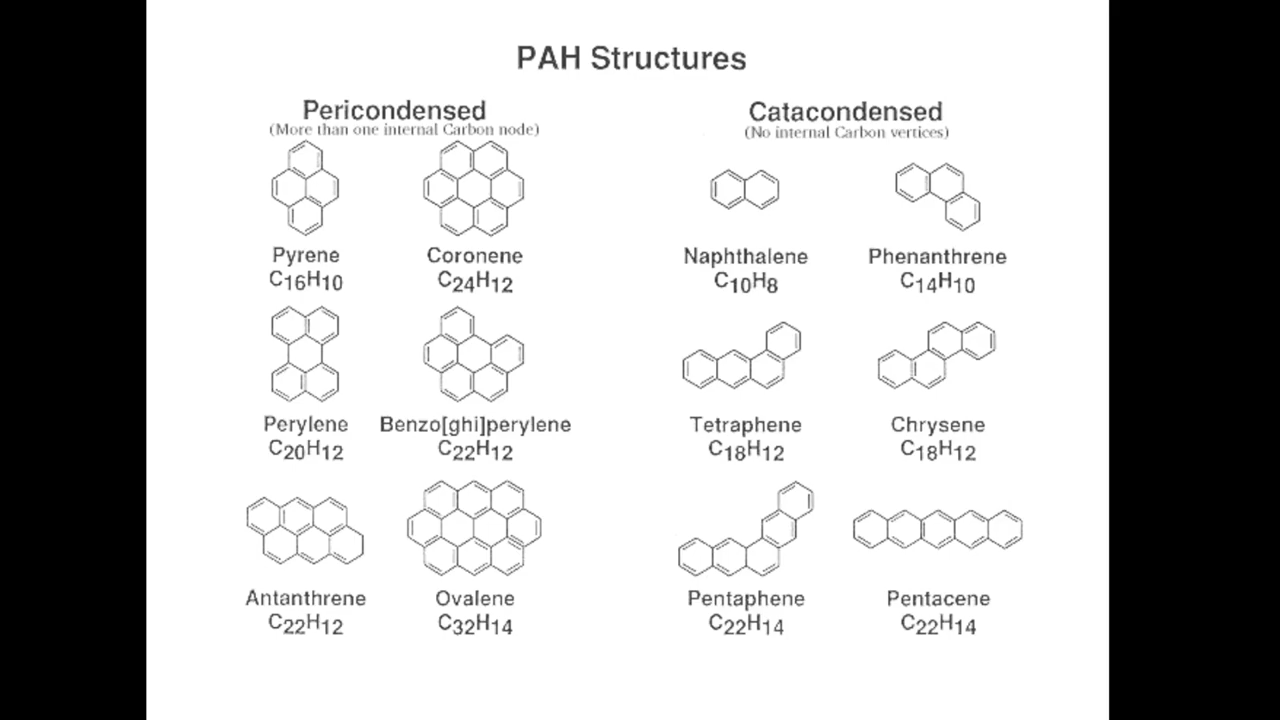 PAH Structures
Pericondensed
(More than one internal Carbon node)
Pyrene
C16H10
Coronene
C24H12
Perylene
C20H12
Benzo[ghi]perylene
C22H12
Antanthrene
C22H12
Ovalene
C32H14
Catacondensed
(No internal Carbon vertices)
Naphthalene
C10H8
Phenanthrene
C14H10
Tetraphene
C18H12
Chrysene
C18H12
Pentaphene
C22H14
Pentacene
C22H14